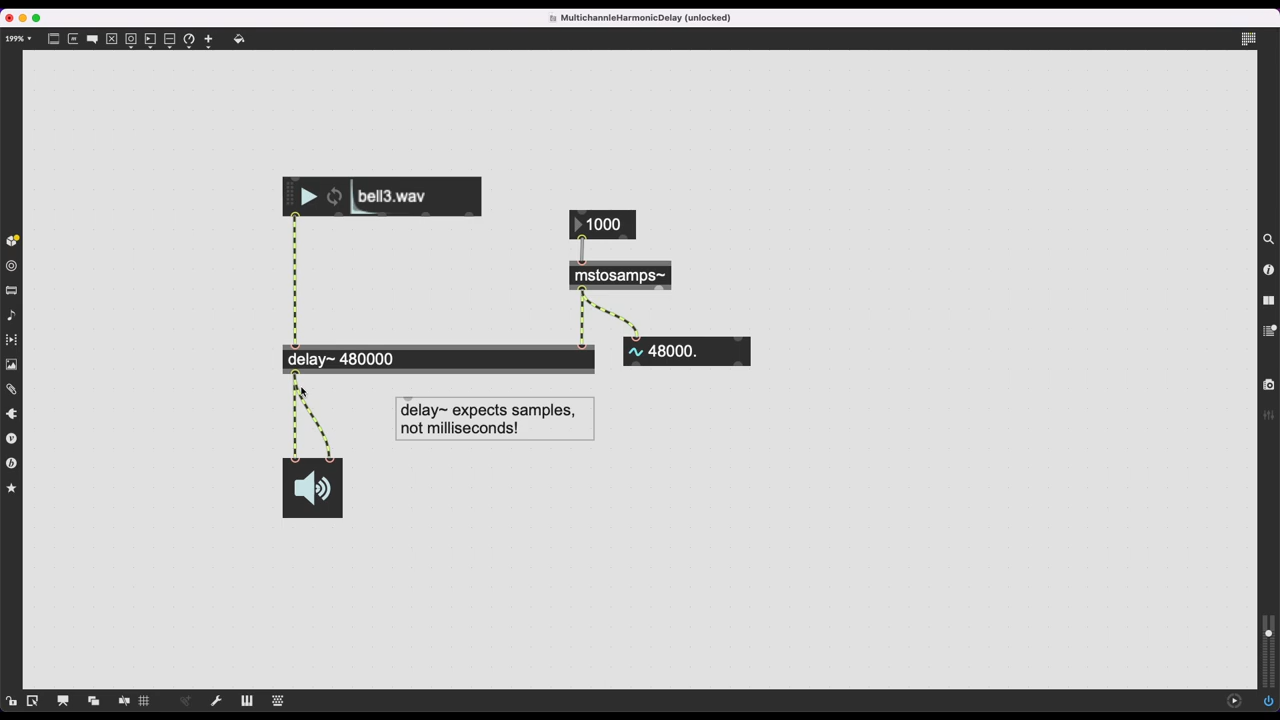 MultichannleHarmonicDelay (unlocked)
199%
bell3.wav
1000
mstosamps~
48000.
delay~ 480000
delay~ expects samples,
not milliseconds!